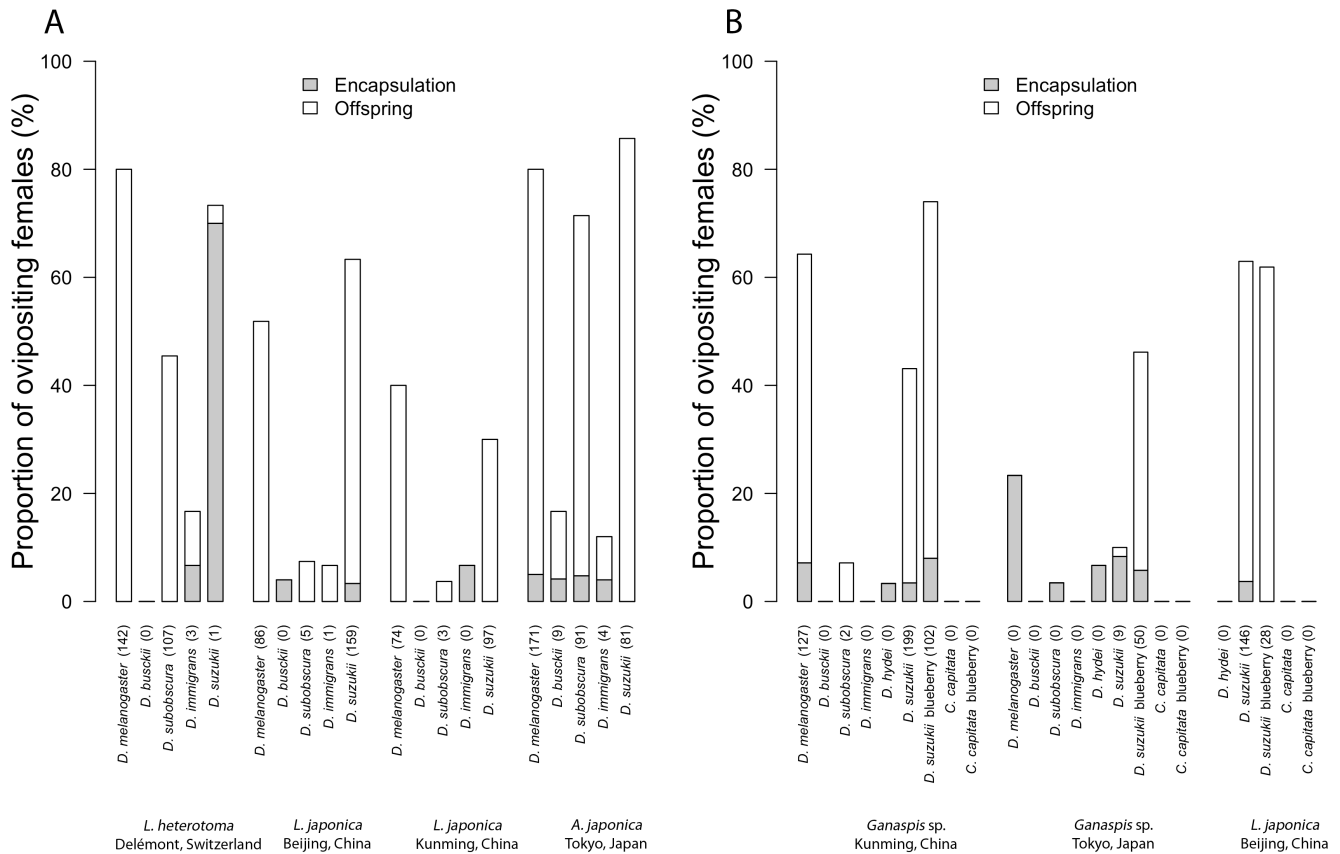 A
Proportion of ovipositing females (%)
100
80
60
40
20
0
Encapsulation
Offspring
D. melanogaster (142)
D. busckii (0)
D. subobscura (107)
D. immigrans (3)
D. suzukii (1)
D. melanogaster (86)
D. busckii (0)
D. subobscura (5)
D. immigrans (1)
D. suzukii (159)
D. melanogaster (74)
D. busckii (0)
D. subobscura (3)
D. immigrans (0)
D. suzukii (97)
D. melanogaster (171)
D. busckii (9)
D. subobscura (91)
D. immigrans (4)
D. suzukii (81)
L. heterotoma
Delémont, Switzerland
L. japonica
Beijing, China
L. japonica
Kunming, China
A. japonica
Tokyo, Japan
B
Proportion of ovipositing females (%)
100
80
60
40
20
0
Encapsulation
Offspring
D. melanogaster (127)
D. busckii (0)
D. subobscura (2)
D. immigrans (0)
D. hydei (0)
D. suzukii (199)
D. suzukii blueberry (102)
C. capitata (0)
C. capitata blueberry (0)
D. melanogaster (0)
D. busckii (0)
D. subobscura (0)
D. immigrans (0)
D. hydei (0)
D. suzukii (9)
D. suzukii blueberry (50)
C. capitata (0)
C. capitata blueberry (0)
D. hydei (0)
D. suzukii (146)
D. suzukii blueberry (28)
C. capitata (0)
C. capitata blueberry (0)
Ganaspis sp.
Kunming, China
Ganaspis sp.
Tokyo, Japan
L. japonica
Beijing, China